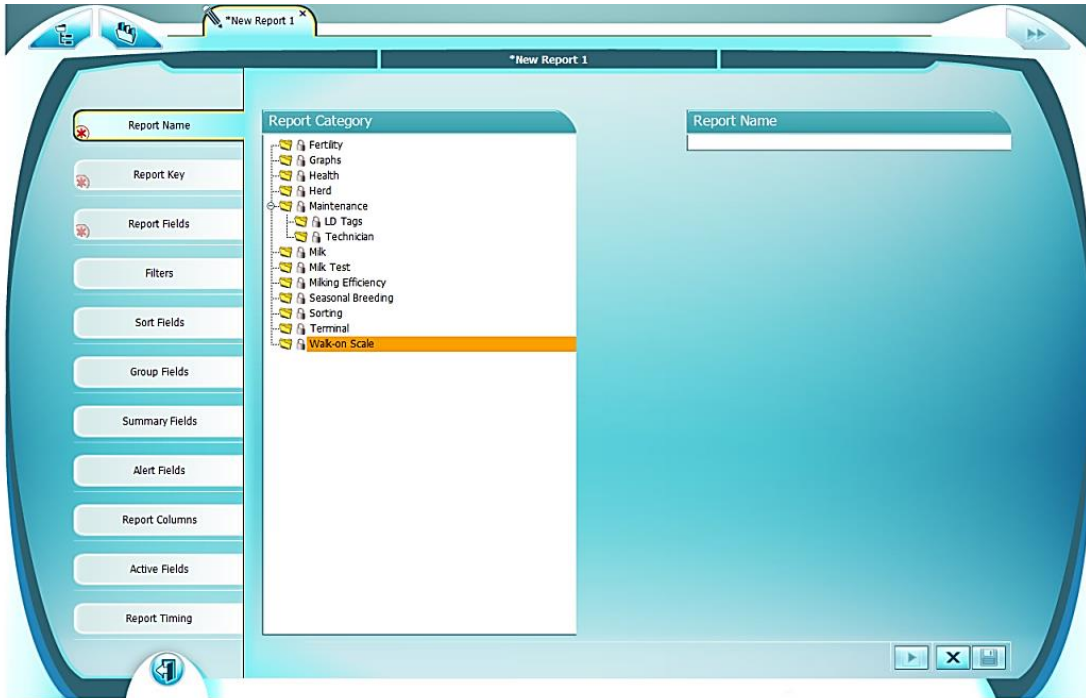 *New Report 1
*New Report 1
Report Name
Report Key
Report Fields
Filters
Sort Fields
Group Fields
Summary Fields
Alert Fields
Report Columns
Active Fields
Report Timing
Report Category
Fertility
Graphs
Health
Herd
Maintenance
LD Tags
Technician
Milk
Milk Test
Milking Efficiency
Seasonal Breeding
Sorting
Terminal
Walk-on Scale
Report Name